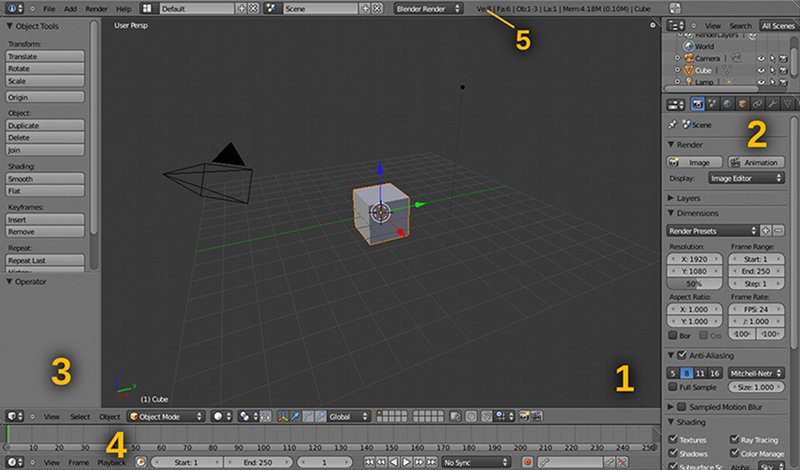 File Add Render Help Default Scene Blender Render Ve:8 | Fa:6 | Ob:1-3 | La:1 | Mem:4.18M (0.10M) | Cube
5
Object Tools
Transform:
Translate
Rotate
Scale
Origin
Object:
Duplicate
Delete
Join
Shading:
Smooth
Flat
Keyframes:
Insert
Remove
Repeat:
Repeat Last
History
Operator
3
User Persp
(1) Cube
1
View Search All Scenes
RenderLayers
World
Camera
Cube
Lamp
2
Scene
Render
Image Animation
Display: Image Editor
Layers
Dimensions
Render Presets
Resolution: Frame Range:
X: 1920 Start: 1
Y: 1080 End: 250
50% Step: 1
Aspect Ratio: Frame Rate:
X: 1.000 FPS: 24
Y: 1.000 /: 1.000
Bor Cro 100 100
Anti-Aliasing
5 8 11 16 Mitchell-Netr
Full Sample Size: 1.000
Sampled Motion Blur
Shading
Textures Ray Tracing
Shadows Color Manage
Subsurface Sc Alpha: Sky
View Select Object Object Mode Global
4
0 10 20 30 40 50 60 70 80 90 100 110 120 130 140 150 160 170 180 190 200 210 220 230 240 250
View Frame Playback Start: 1 End: 250 1 No Sync